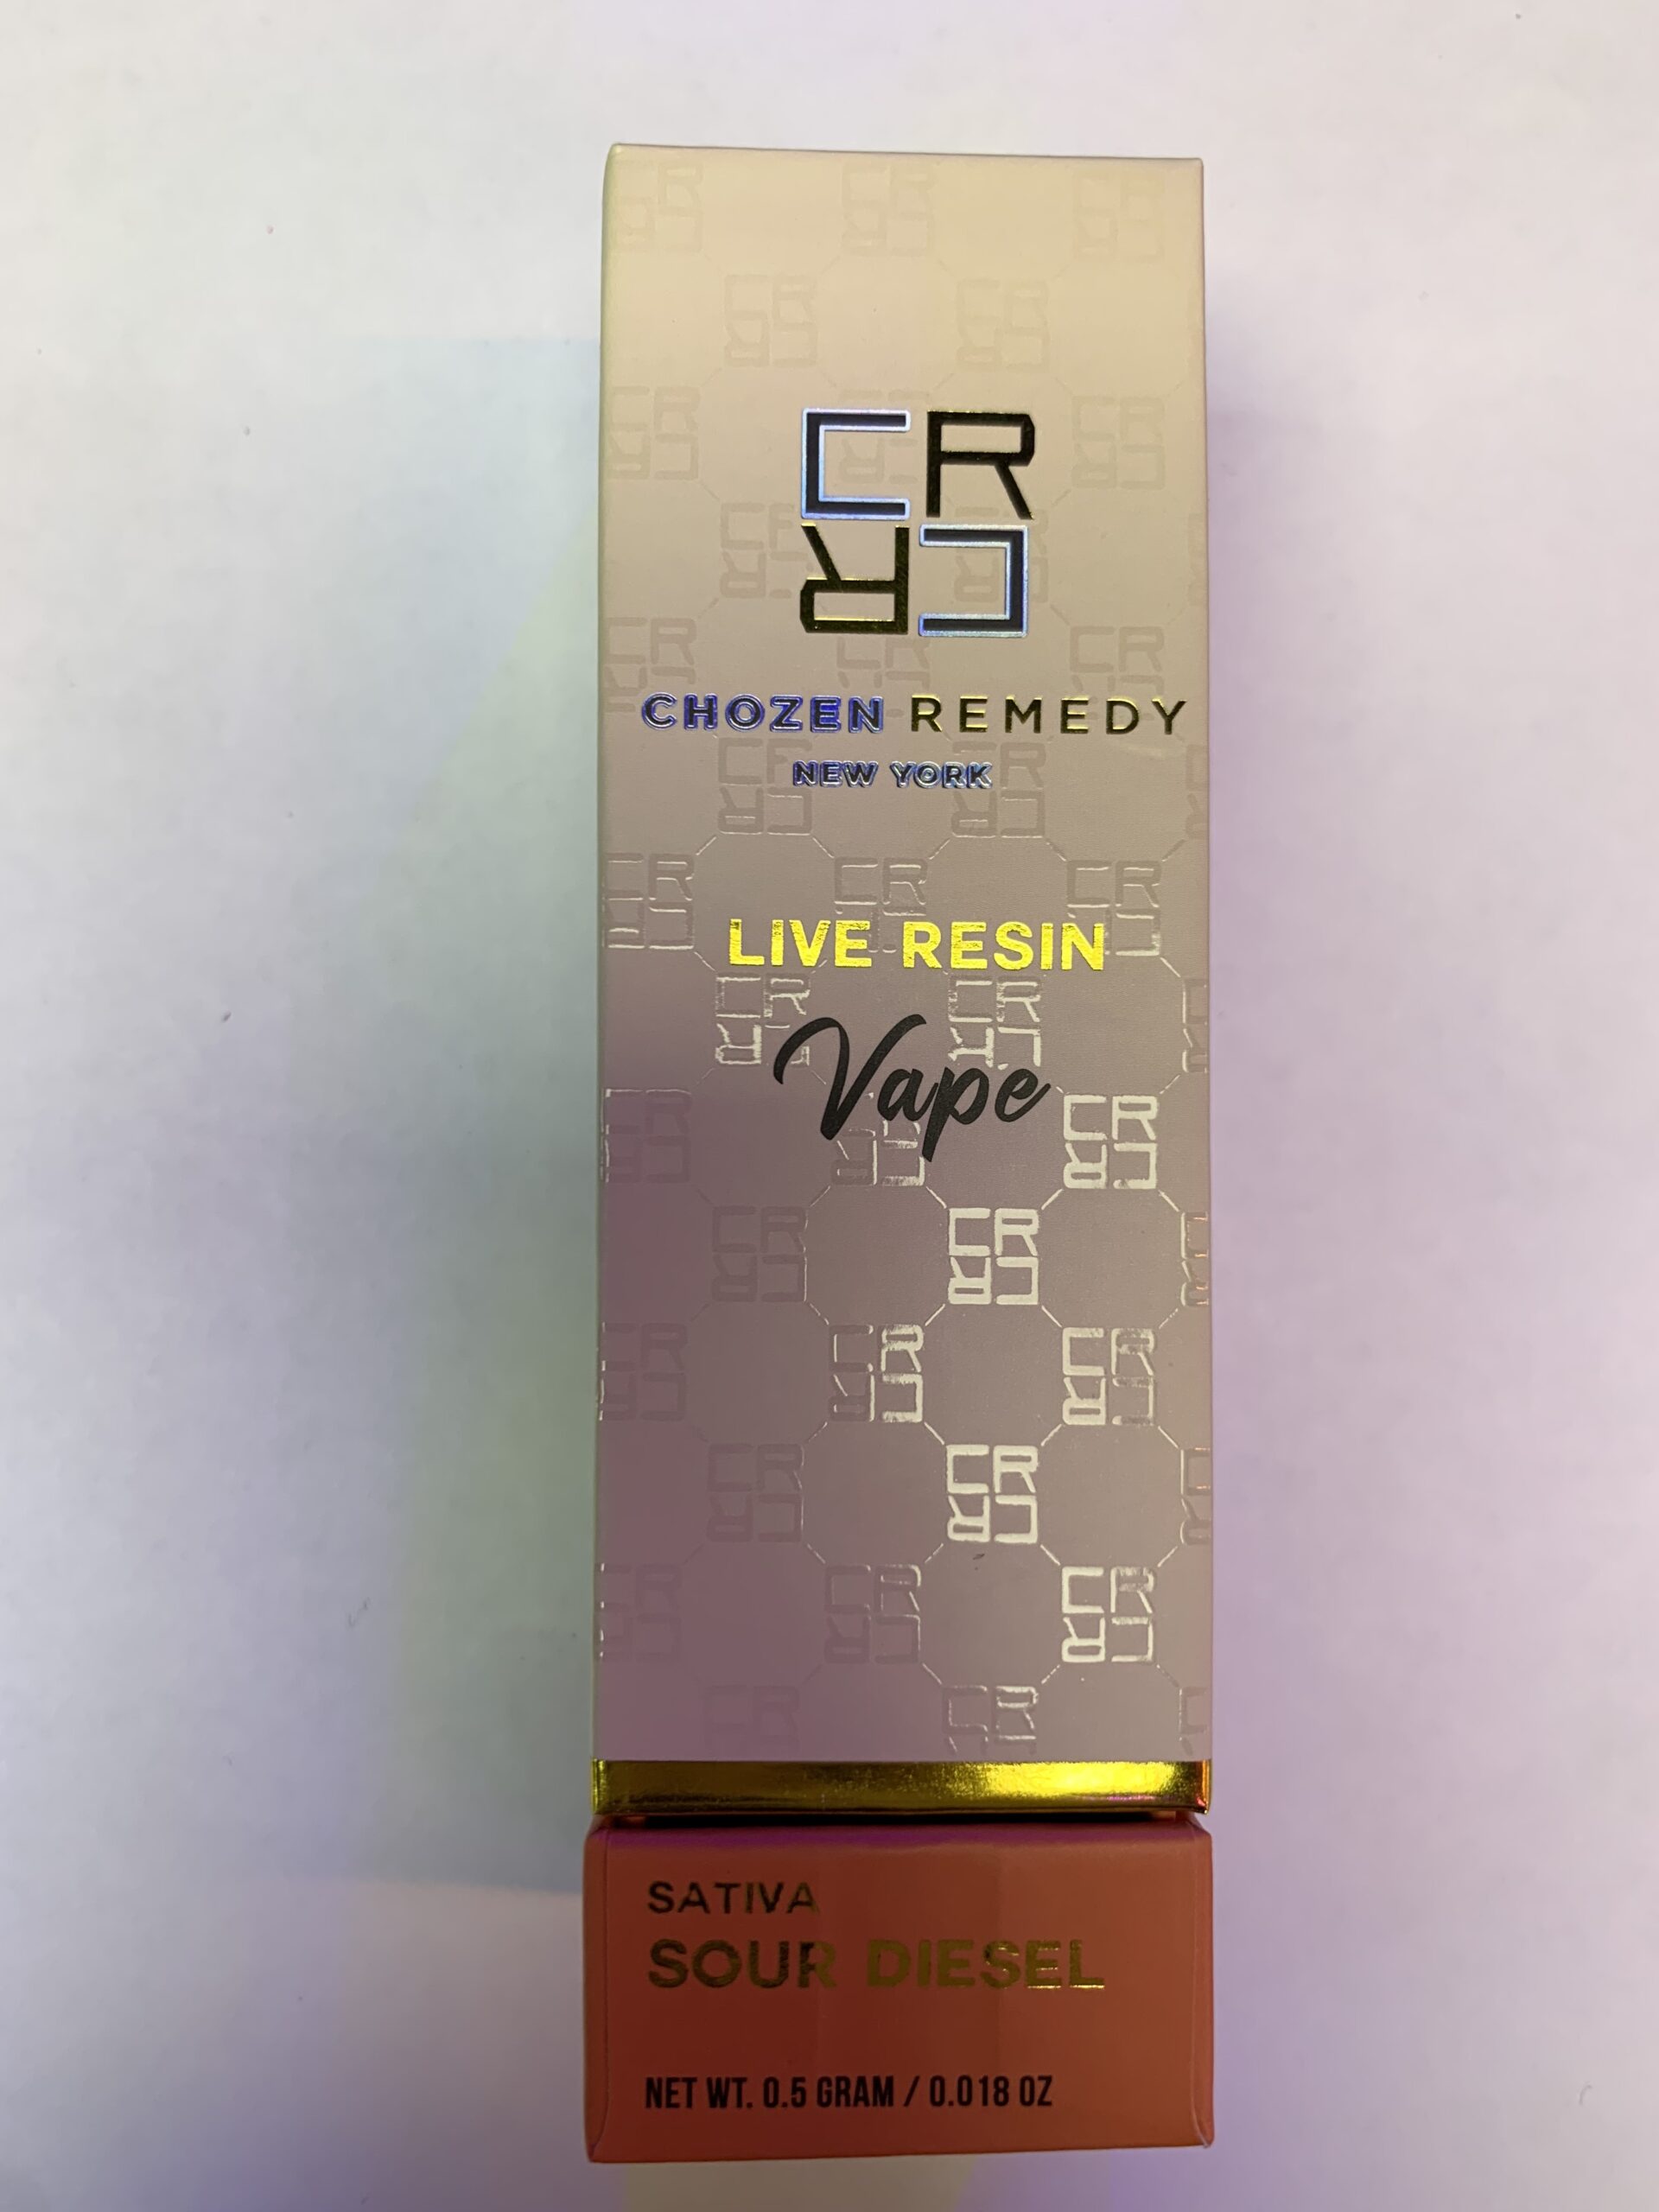 CR
RC
CHOZEN REMEDY
NEW YORK
LIVE RESIN
Vape
SATIVA
SOUR DIESEL
NET WT. 0.5 GRAM / 0.018 OZ